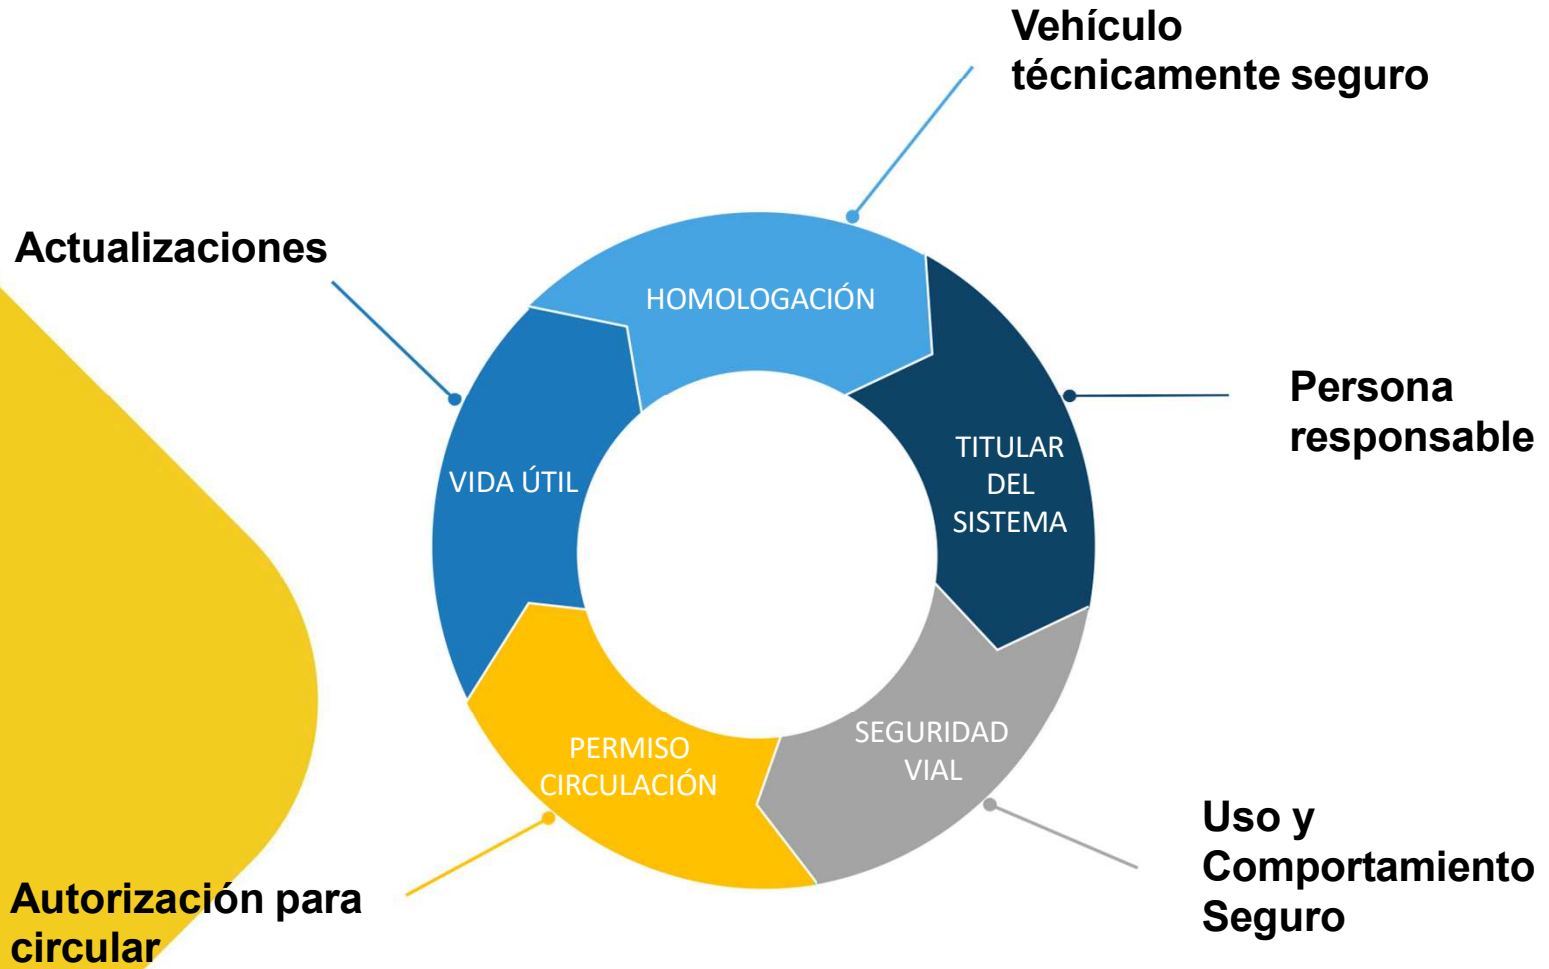 Vehículo
técnicamente seguro
Actualizaciones
HOMOLOGACIÓN
Persona
responsable
TITULAR
DEL
SISTEMA
VIDA ÚTIL
SEGURIDAD
VIAL
PERMISO
CIRCULACIÓN
Uso y
Comportamiento
Seguro
Autorización para
circular